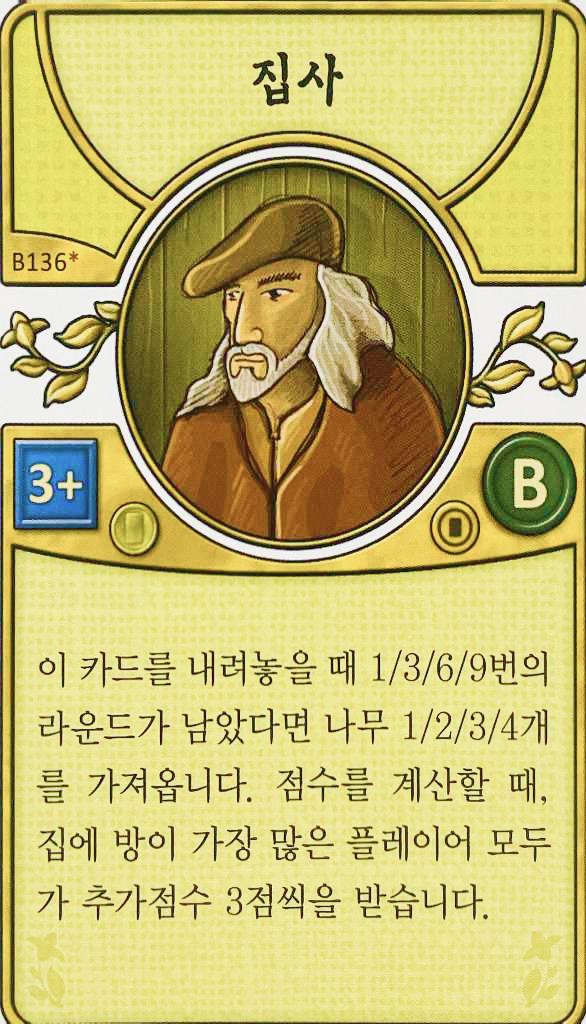 집사
B136*
3+
B
이 카드를 내려놓을 때 1/3/6/9번의
라운드가 남았다면 나무 1/2/3/4개
를 가져옵니다. 점수를 계산할 때,
집에 방이 가장 많은 플레이어 모두
가 추가점수 3점씩을 받습니다.